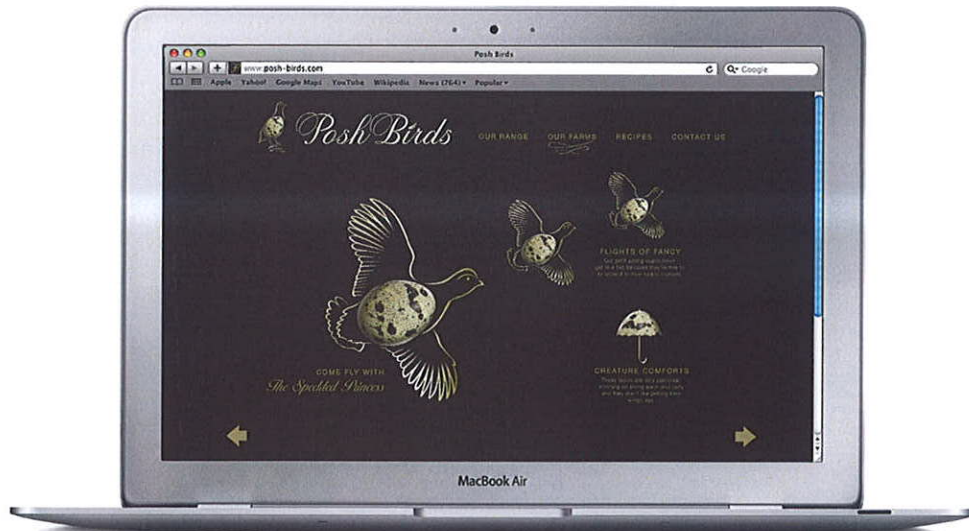 Posh Birds
www.posh-birds.com
Google
Apple Yahoo! Google Maps YouTube Wikipedia News (764) Popular
Posh Birds
OUR RANGE OUR FARMS RECIPES CONTACT US
FLIGHTS OF FANCY
COME FLY WITH
The Speckled Princess
CREATURE COMFORTS
MacBook Air